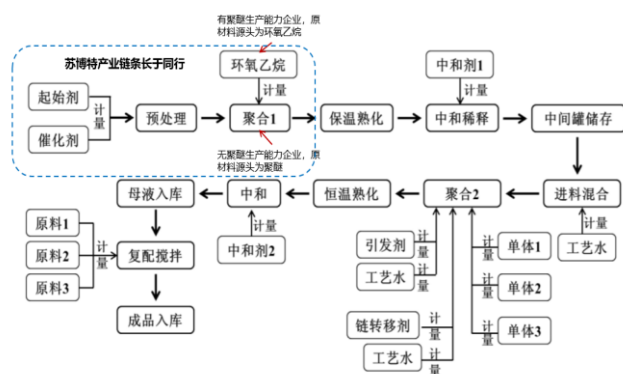 有聚醚生产能力企业，原
材料源头为环氧乙烷
苏博特产业链条长于同行
环氧乙烷
中和剂1
起始剂
计量
计量
计量
催化剂
预处理
聚合1
保温熟化
中和稀释
中间罐储存
无聚醚生产能力企业，原
材料源头为聚醚
母液入库
中和
恒温熟化
聚合2
进料混合
原料1
原料2
原料3
计量
复配搅拌
计量
中和剂2
引发剂
工艺水
计量
计量
单体1
计量
工艺水
计量
单体2
链转移剂
工艺水
计量
计量
单体3
成品入库